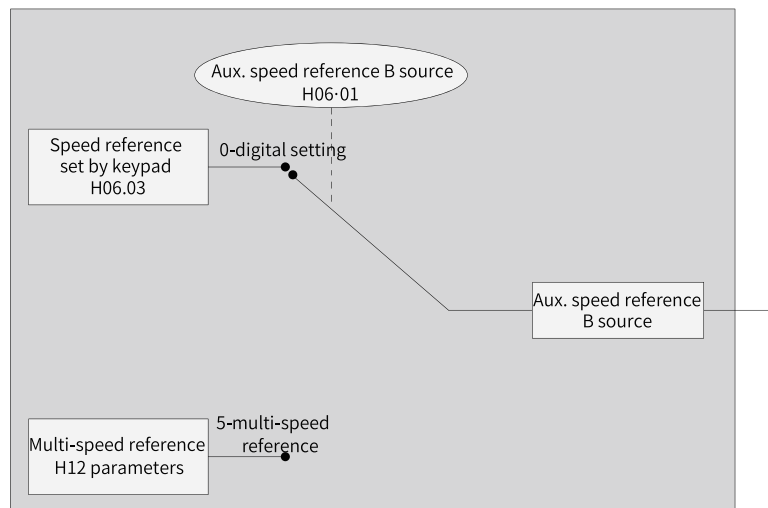 Aux. speed reference B source
H06·01
Speed reference
set by keypad
H06.03
0-digital setting
Aux. speed reference
B source
5-multi-speed
reference
Multi-speed reference
H12 parameters